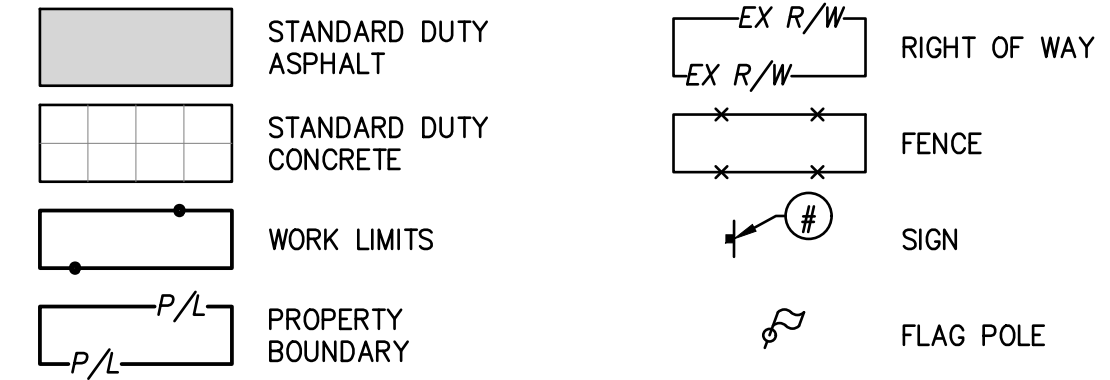 STANDARD DUTY
ASPHALT
STANDARD DUTY
CONCRETE
WORK LIMITS
P/L
P/L
PROPERTY
BOUNDARY
EX R/W
EX R/W
RIGHT OF WAY
FENCE
#
SIGN
FLAG POLE